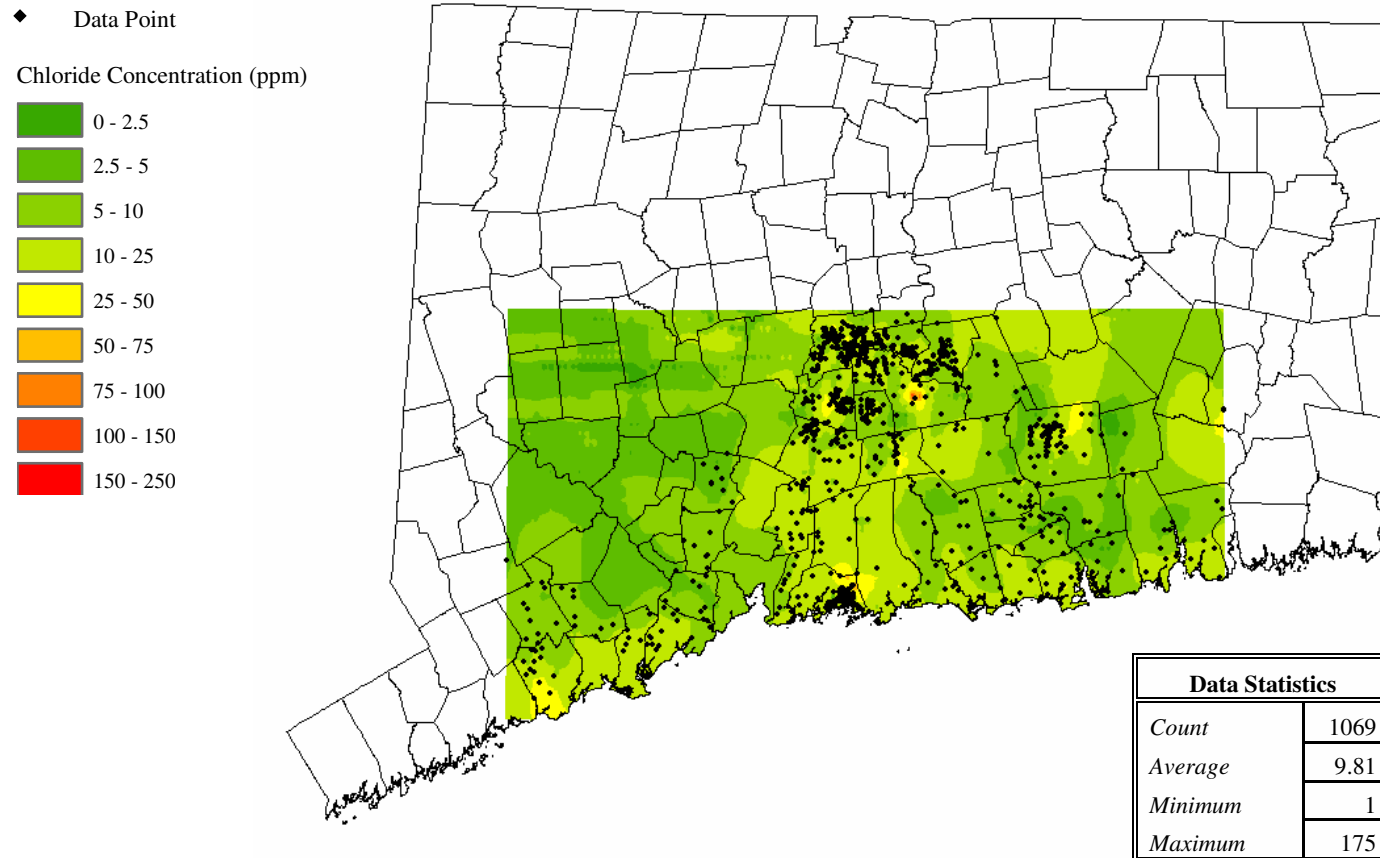 Data Point
Chloride Concentration (ppm)
0 - 2.5
2.5 - 5
5 - 10
10 - 25
25 - 50
50 - 75
75 - 100
100 - 150
150 - 250
Data Statistics
Count 1069
Average 9.81
Minimum 1
Maximum 175